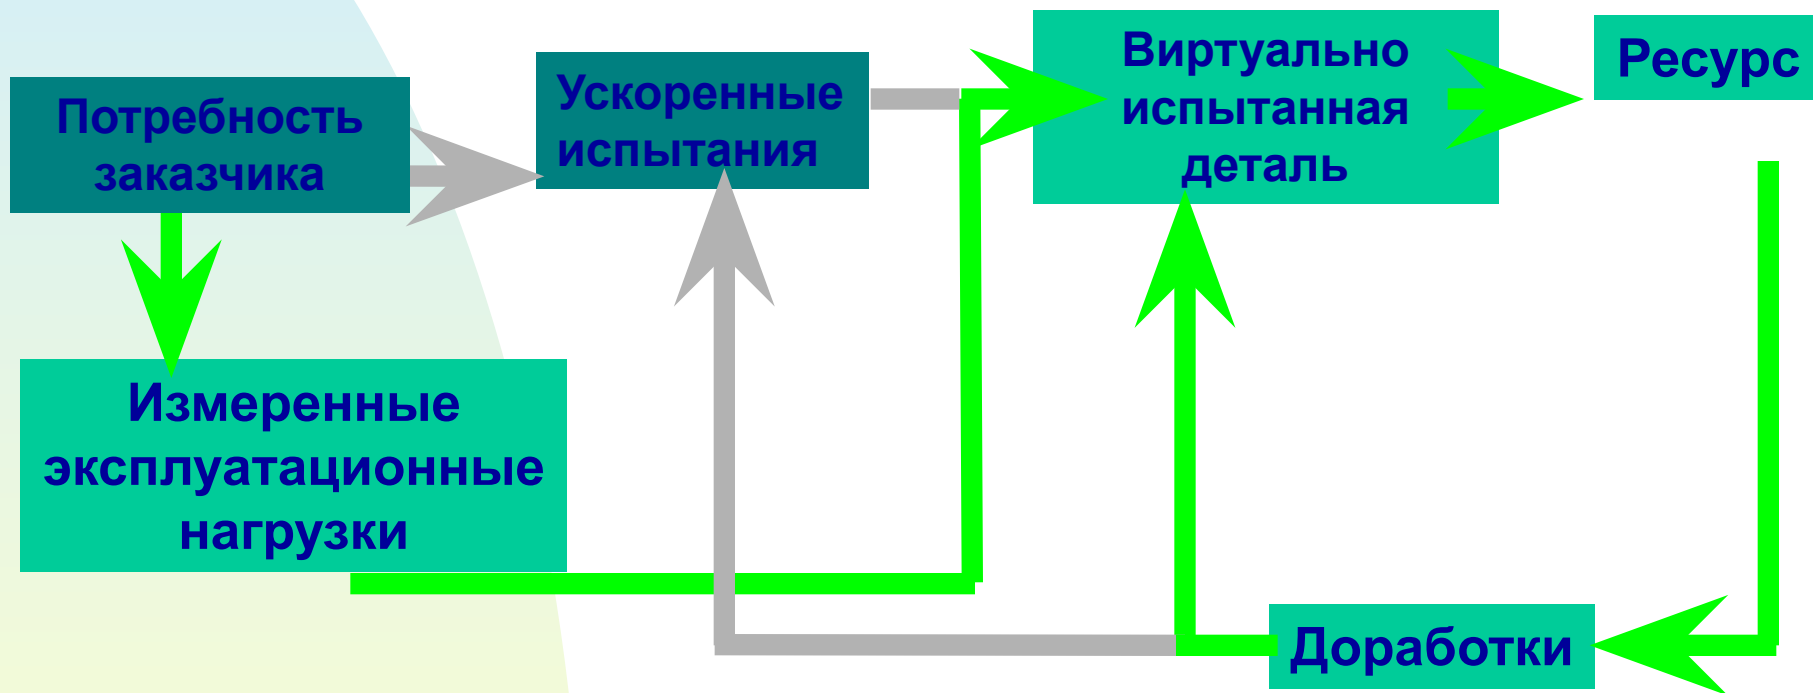 Потребность
заказчика
Ускоренные
испытания
Виртуально
испытанная
деталь
Ресурс
Измеренные
эксплуатационные
нагрузки
Доработки